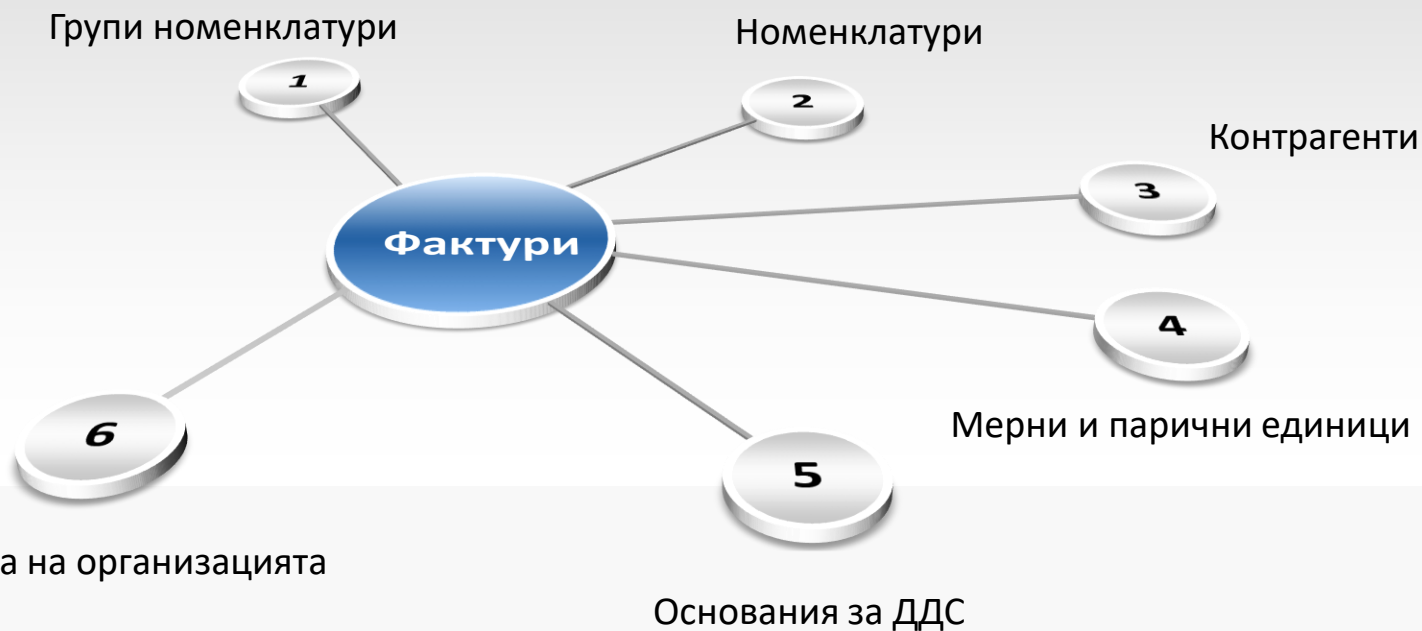 Групи номенклатури
Номенклатури
1
2
Контрагенти
3
Фактури
4
Мерни и парични единици
6
5
а на организацията
Основания за ДДС